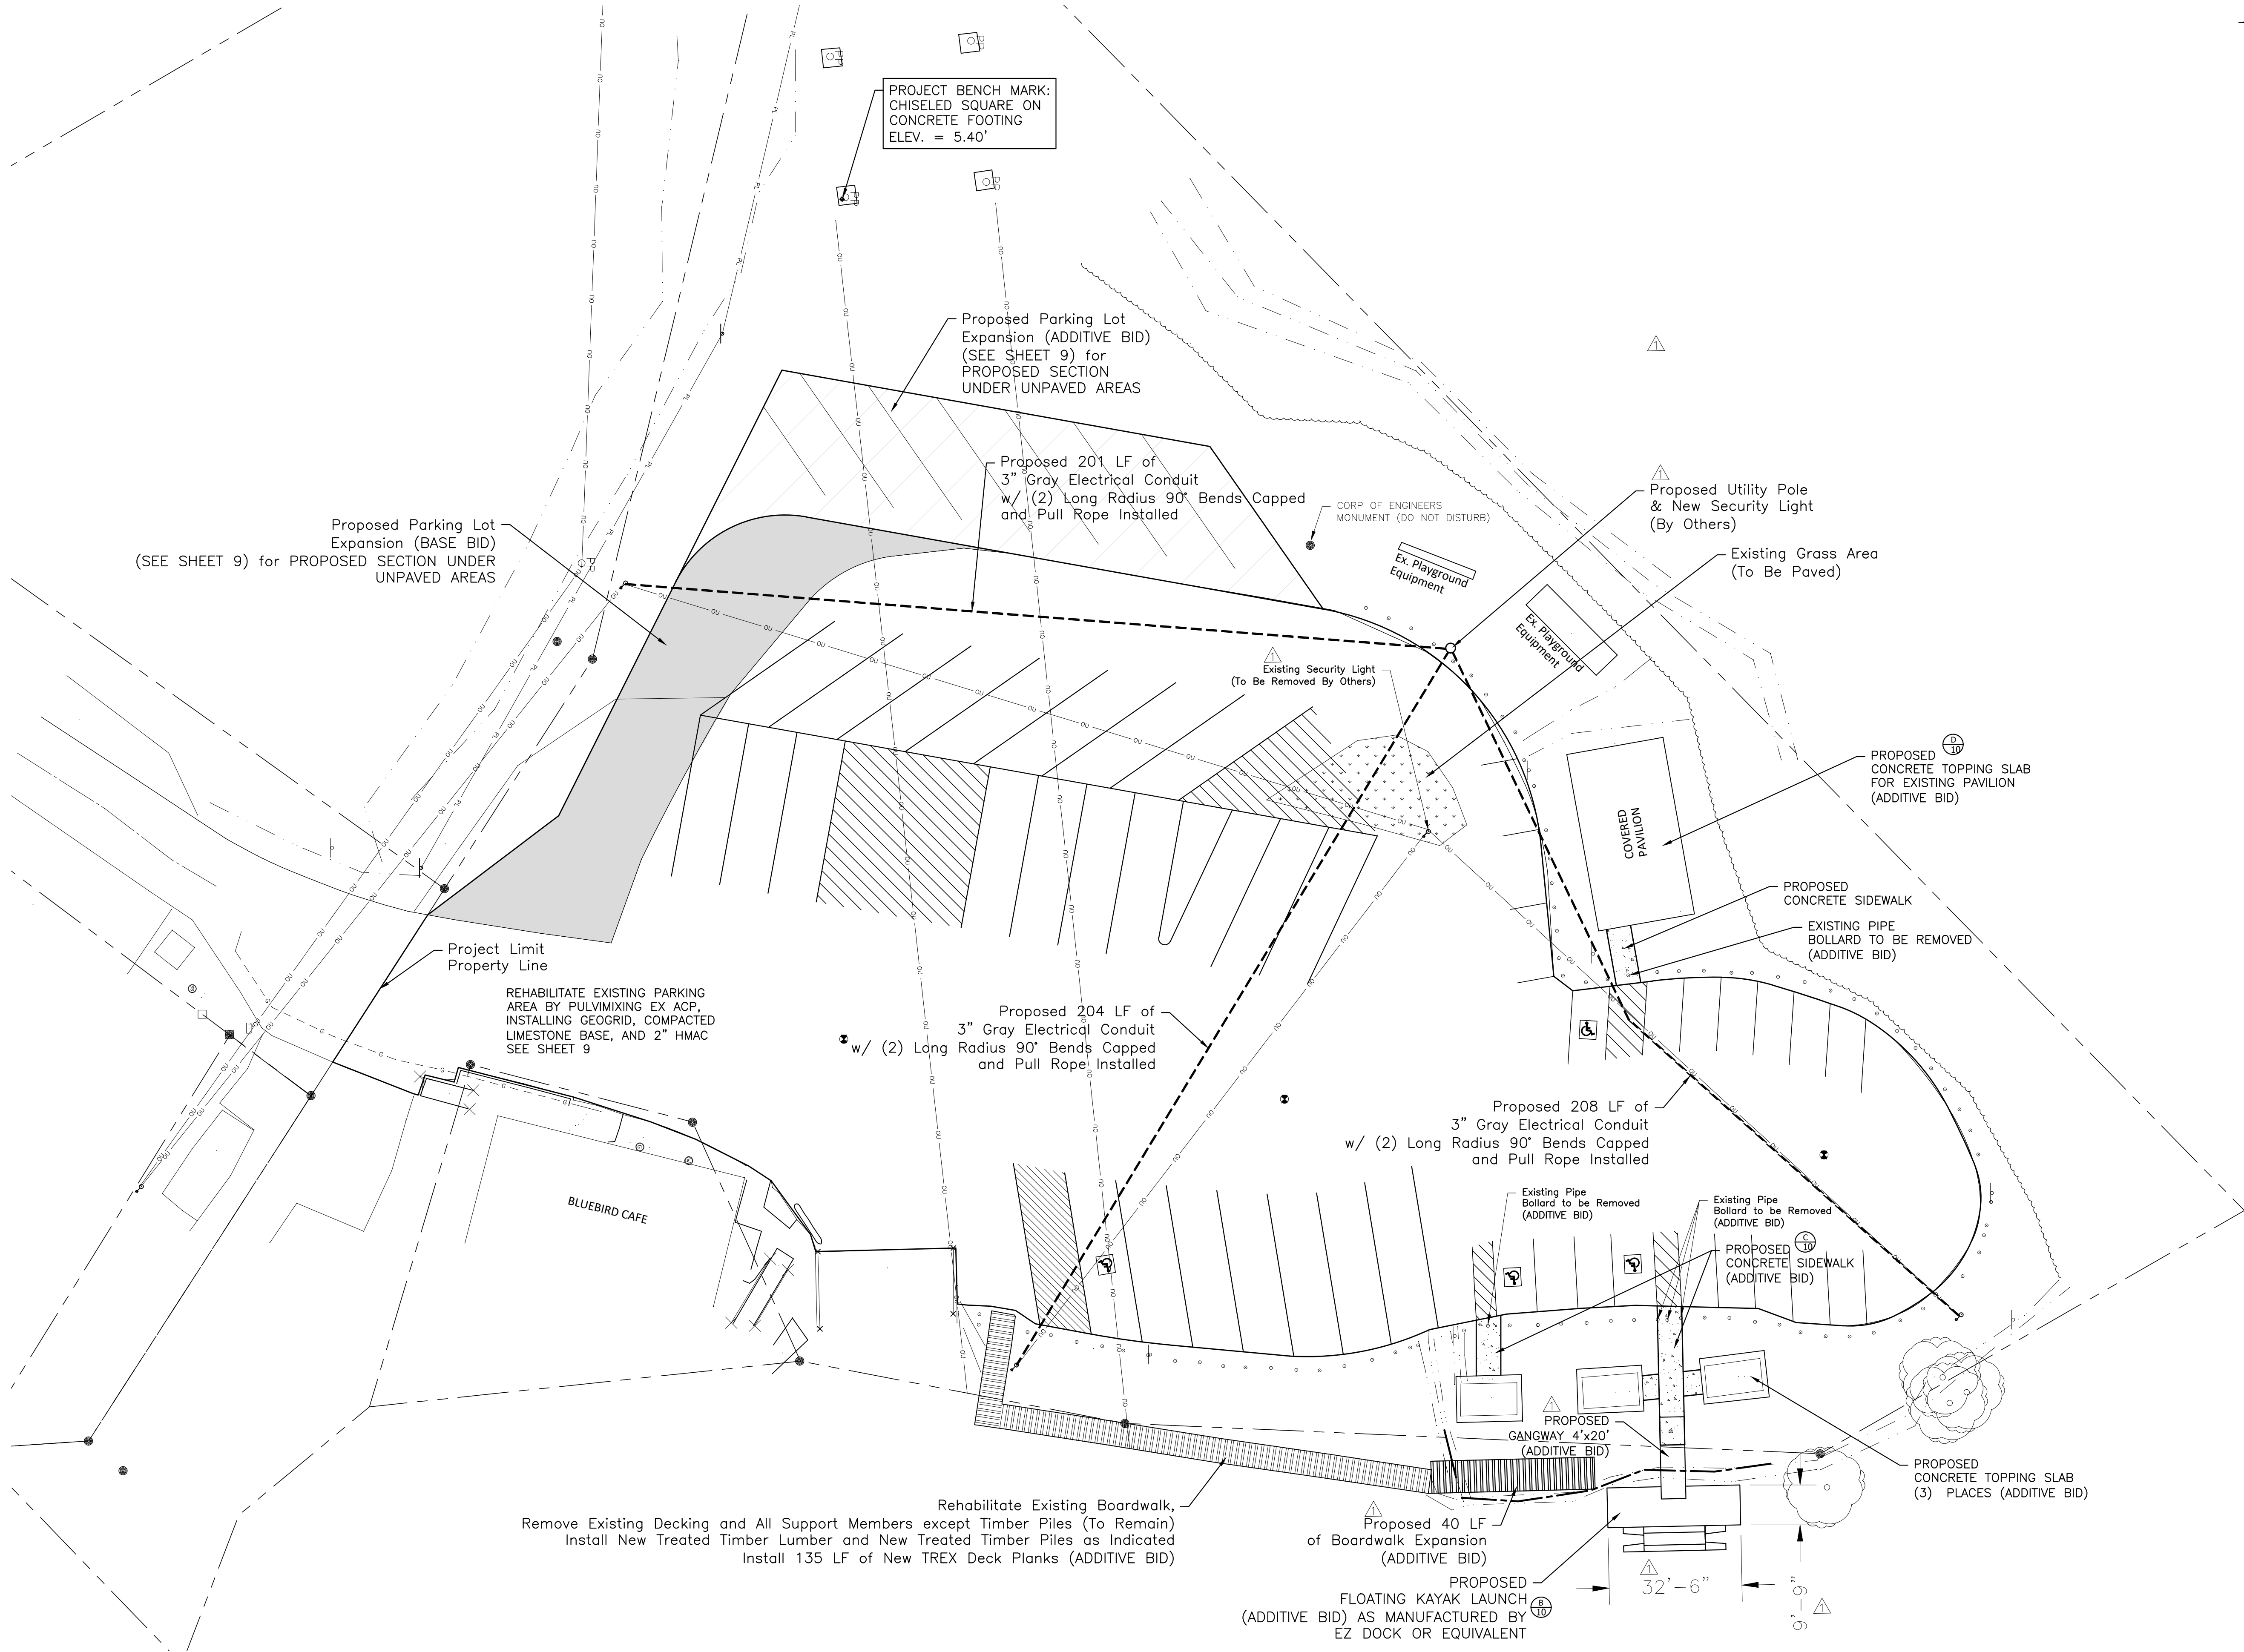 PROJECT BENCH MARK:
CHISELED SQUARE ON
CONCRETE FOOTING
ELEV. = 5.40'
Proposed Parking Lot
Expansion (ADDITIVE BID)
(SEE SHEET 9) for
PROPOSED SECTION
UNDER UNPAVED AREAS
Proposed 201 LF of
3" Gray Electrical Conduit
w/ (2) Long Radius 90° Bends Capped
and Pull Rope Installed
CORP OF ENGINEERS
MONUMENT (DO NOT DISTURB)
Proposed Utility Pole
& New Security Light
(By Others)
Proposed Parking Lot
Expansion (BASE BID)
(SEE SHEET 9) for PROPOSED SECTION UNDER
UNPAVED AREAS
Ex. Playground
Equipment
Ex. Playground
Equipment
Existing Grass Area
(To Be Paved)
Existing Security Light
(To Be Removed By Others)
COVERED
PAVILION
D
10
PROPOSED
CONCRETE TOPPING SLAB
FOR EXISTING PAVILION
(ADDITIVE BID)
PROPOSED
CONCRETE SIDEWALK
EXISTING PIPE
BOLLARD TO BE REMOVED
(ADDITIVE BID)
Project Limit
Property Line
REHABILITATE EXISTING PARKING
AREA BY PULVIMIXING EX ACP,
INSTALLING GEOGRID, COMPACTED
LIMESTONE BASE, AND 2" HMAC
SEE SHEET 9
Proposed 204 LF of
3" Gray Electrical Conduit
w/ (2) Long Radius 90° Bends Capped
and Pull Rope Installed
Proposed 208 LF of
3" Gray Electrical Conduit
w/ (2) Long Radius 90° Bends Capped
and Pull Rope Installed
BLUEBIRD CAFE
Existing Pipe
Bollard to be Removed
(ADDITIVE BID)
Existing Pipe
Bollard to be Removed
(ADDITIVE BID)
C
10
PROPOSED
CONCRETE SIDEWALK
(ADDITIVE BID)
PROPOSED
GANGWAY 4'x20'
(ADDITIVE BID)
PROPOSED
CONCRETE TOPPING SLAB
(3) PLACES (ADDITIVE BID)
Rehabilitate Existing Boardwalk,
Remove Existing Decking and All Support Members except Timber Piles (To Remain)
Install New Treated Timber Lumber and New Treated Timber Piles as Indicated
Install 135 LF of New TREX Deck Planks (ADDITIVE BID)
Proposed 40 LF
of Boardwalk Expansion
(ADDITIVE BID)
PROPOSED
FLOATING KAYAK LAUNCH
(ADDITIVE BID) AS MANUFACTURED BY
EZ DOCK OR EQUIVALENT
B
10
32'-6"
9'-6"